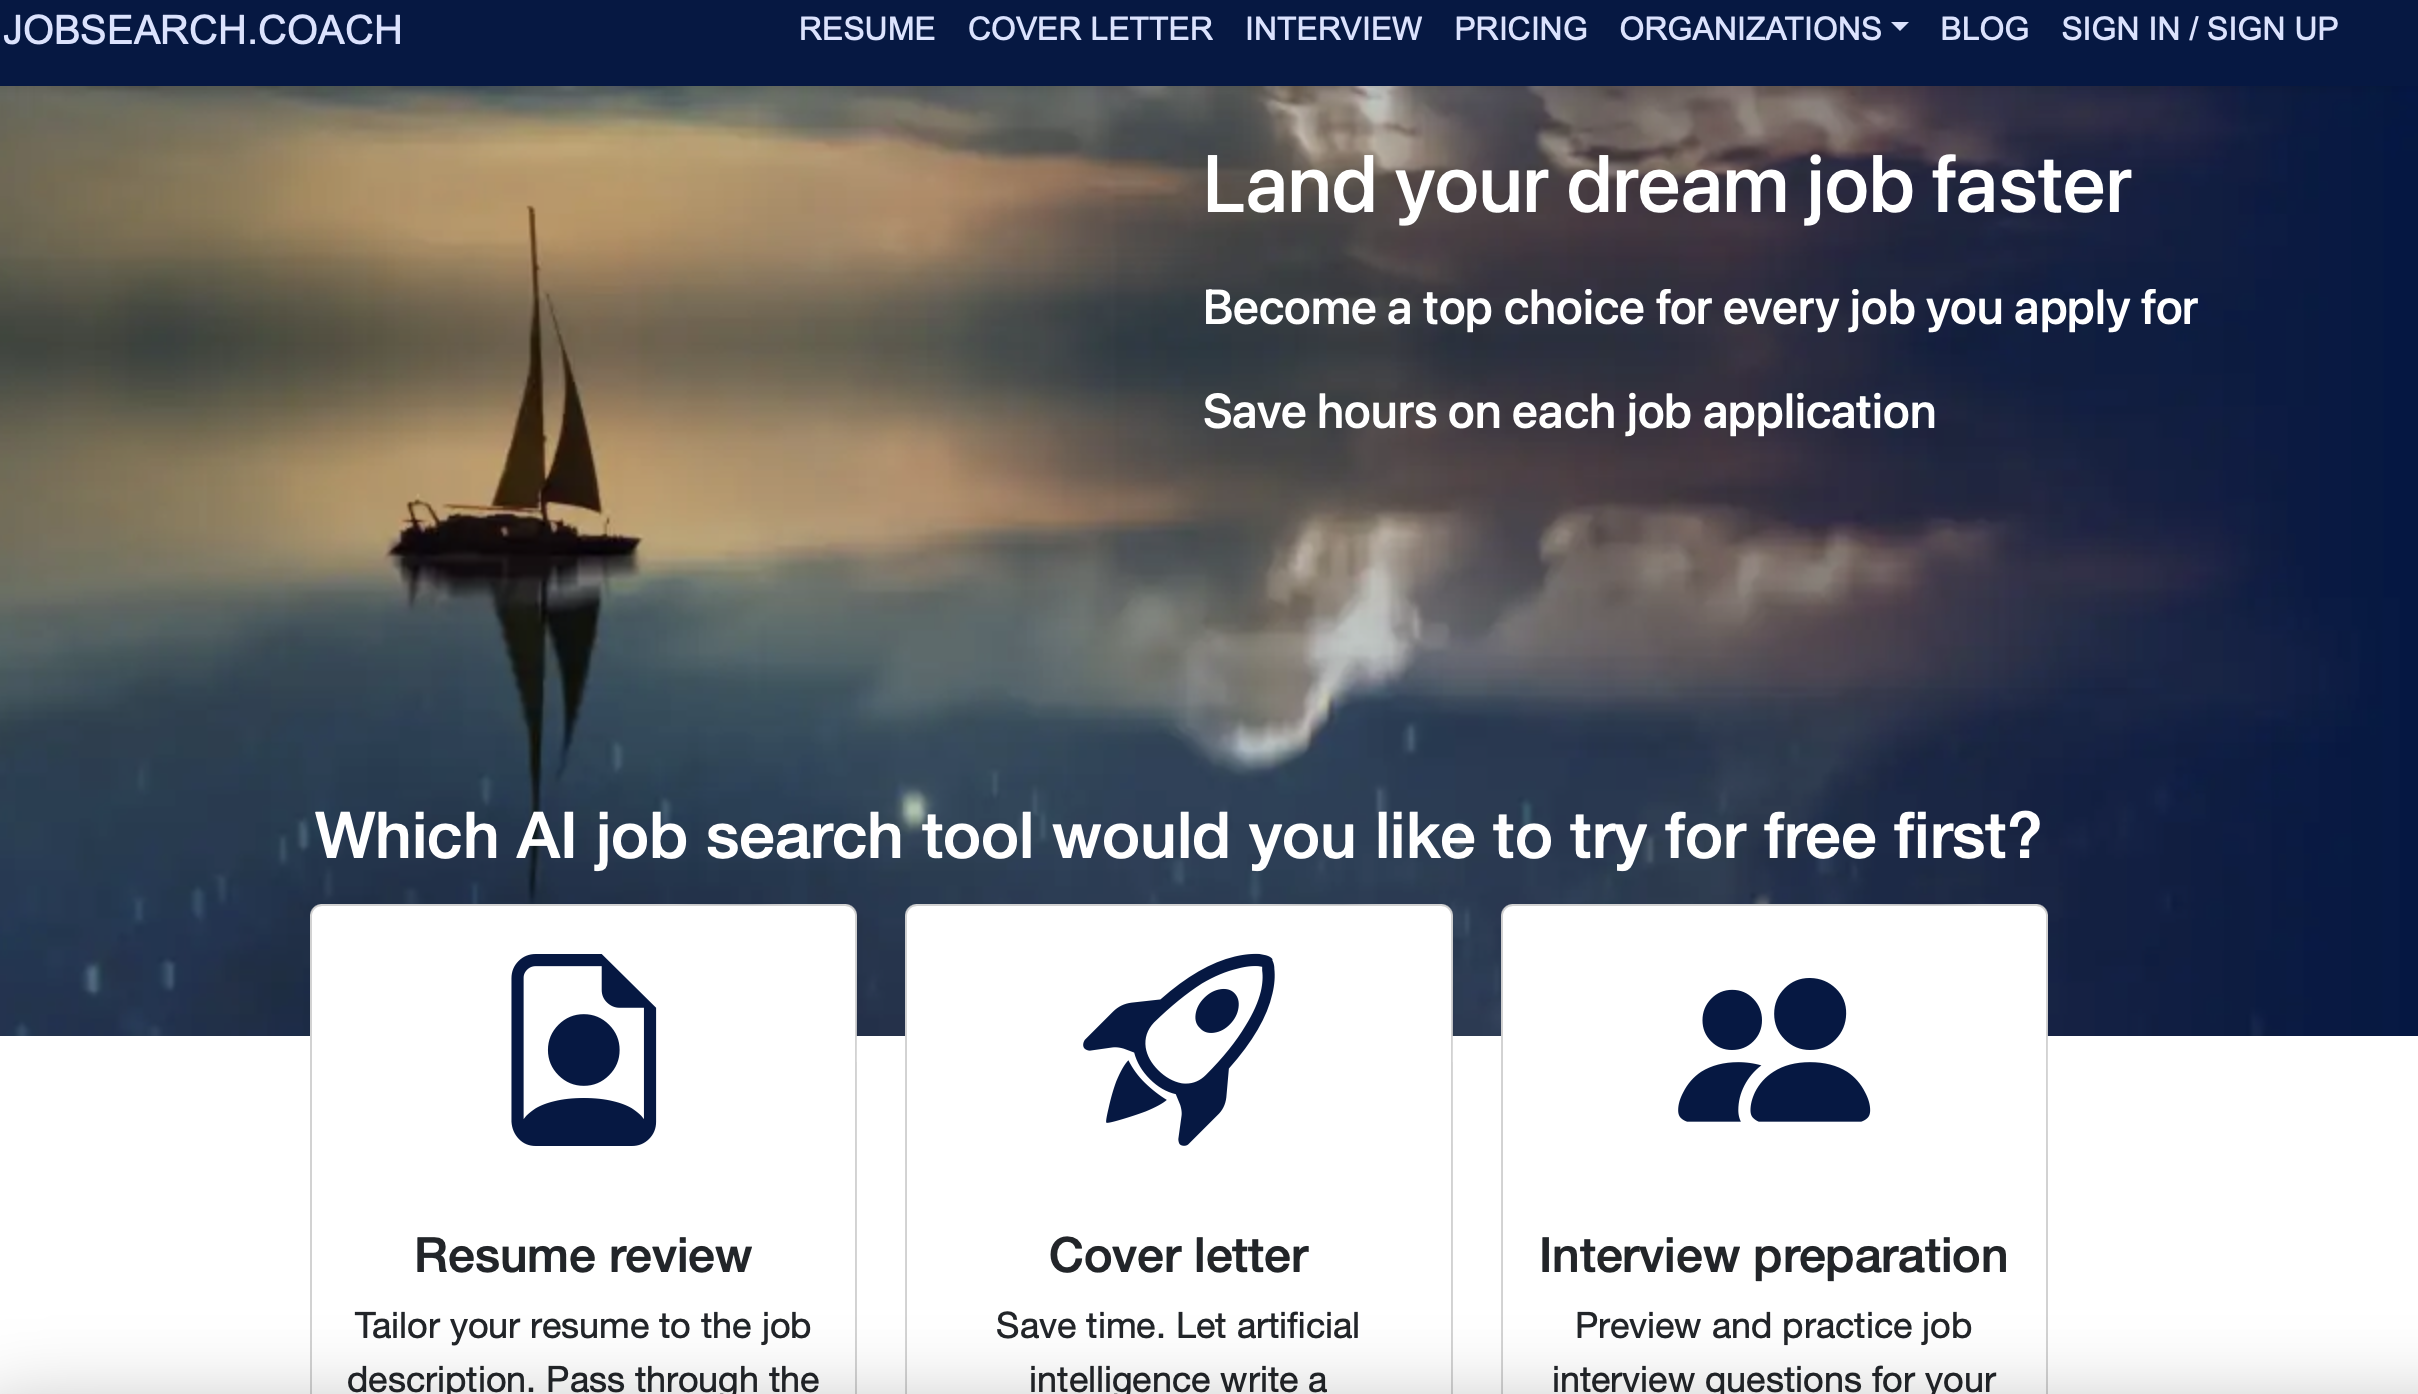 JOBSEARCH.COACH
RESUME COVER LETTER INTERVIEW PRICING ORGANIZATIONS BLOG SIGN IN / SIGN UP
Land your dream job faster
Become a top choice for every job you apply for
Save hours on each job application
Which AI job search tool would you like to try for free first?
Resume review
Tailor your resume to the job
description. Pass through the
Cover letter
Save time. Let artificial
intelligence write a
Interview preparation
Preview and practice job
interview questions for your